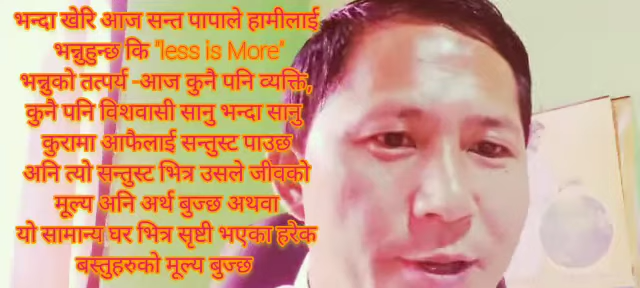 भन्दा खेरि आज सन्त पापाले हामीलाई
भन्नुहुन्छ कि "less is More"
भन्नुको तत्पर्य -आज कुनै पनि व्यक्ति,
कुनै पनि विशवासी सानु भन्दा सानु
कुरामा आफैलाई सन्तुस्ट पाउछ
अनि त्यो सन्तुस्ट भित्र उसले जीवको
मूल्य अनि अर्थ बुज्छ अथवा
यो सामान्य घर भित्र सृष्टी भएका हरेक
बस्तुहरुको मूल्य बुज्छ